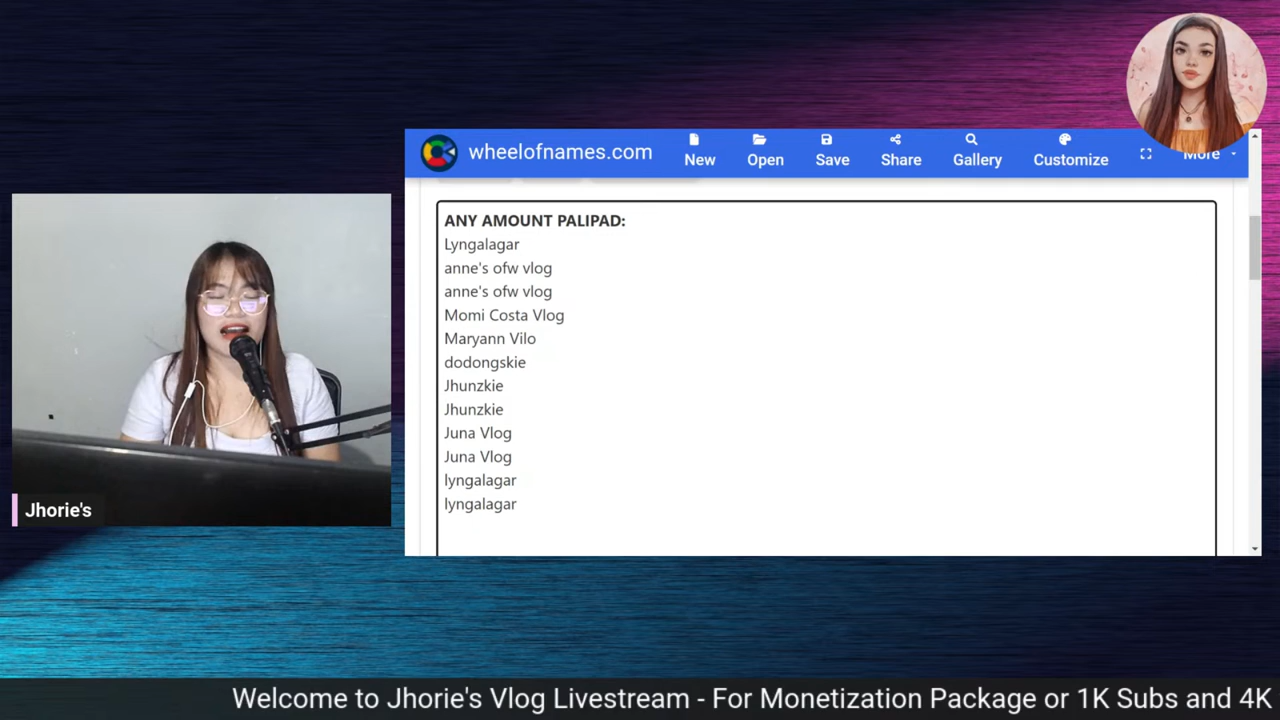 wheelofnames.com
New
Open
Save
Share
Gallery
Customize
More
ANY AMOUNT PALIPAD:
Lyngalagar
anne's ofw vlog
anne's ofw vlog
Momi Costa Vlog
Maryann Vilo
dodongskie
Jhunzkie
Jhunzkie
Juna Vlog
Juna Vlog
lyngalagar
lyngalagar
Jhorie's
Welcome to Jhorie's Vlog Livestream - For Monetization Package or 1K Subs and 4K